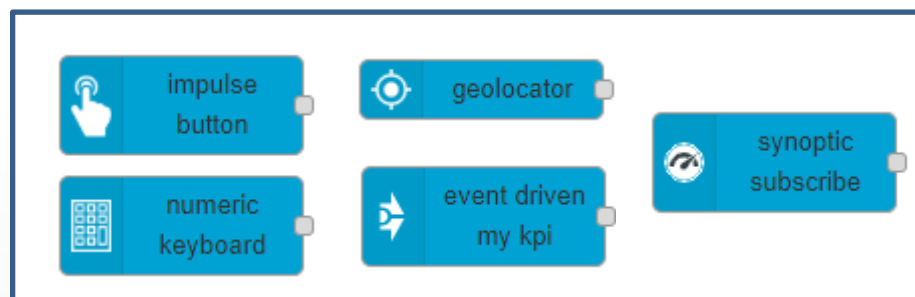 impulse
button
geolocator
synoptic
subscribe
numeric
keyboard
event driven
my kpi